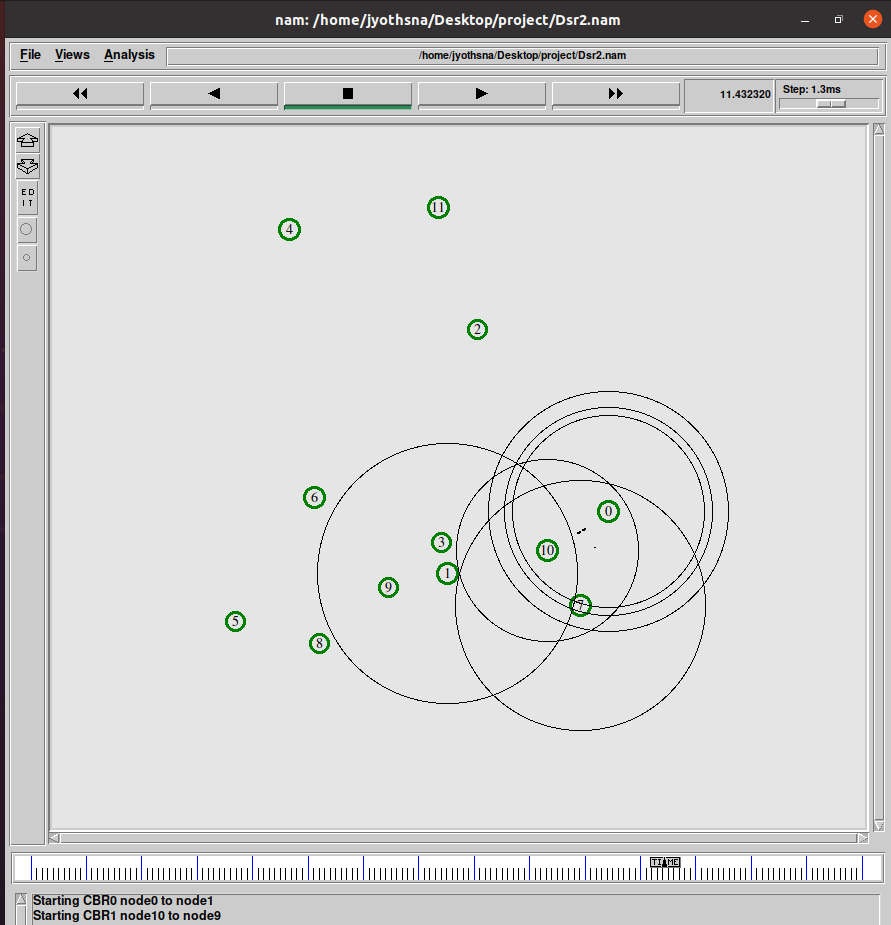 nam: /home/jyothsna/Desktop/project/Dsr2.nam
File Views Analysis /home/jyothsna/Desktop/project/Dsr2.nam
11.432320 Step: 1.3ms
ED
IT
11
4
2
6
0
3
10
1
9
7
5
8
TIME
Starting CBR0 node0 to node1
Starting CBR1 node10 to node9